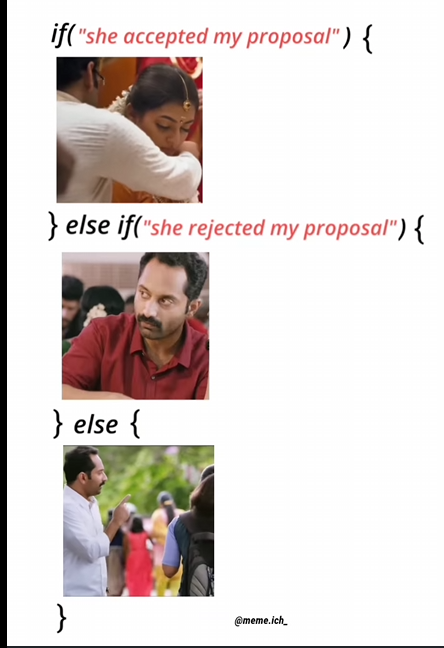 if("she accepted my proposal") {
} else if("she rejected my proposal") {
} else {
}
@meme.ich_